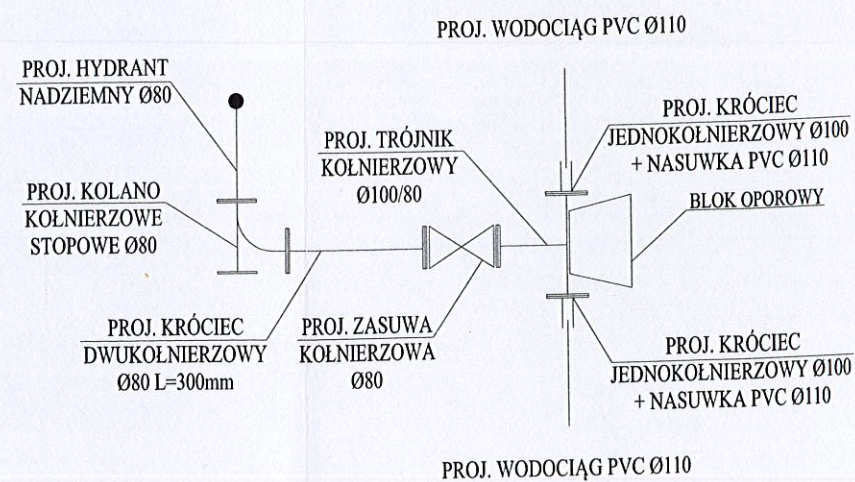 PROJ. WODOCIĄG PVC Ø110
PROJ. HYDRANT
NADZIEMNY Ø80
PROJ. TRÓJNIK
KOŁNIERZOWY
Ø100/80
PROJ. KRÓCIEC
JEDNOKOŁNIERZOWY Ø100
+ NASUWKA PVC Ø110
PROJ. KOLANO
KOŁNIERZOWE
STOPOWE Ø80
BLOK OPOROWY
PROJ. KRÓCIEC
DWUKOŁNIERZOWY
Ø80 L=300mm
PROJ. ZASUWA
KOŁNIERZOWA
Ø80
PROJ. KRÓCIEC
JEDNOKOŁNIERZOWY Ø100
+ NASUWKA PVC Ø110
PROJ. WODOCIĄG PVC Ø110